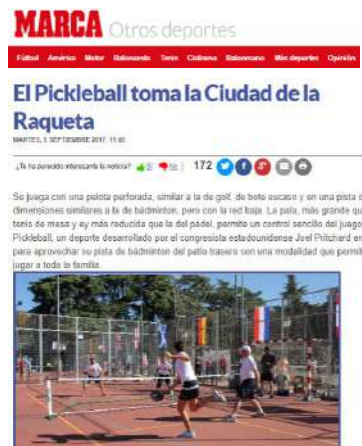 MARCA Otros deportes
Fútbol América Motor Baloncesto Tenis Ciclismo Balonmano Más deportes Opinión
El Pickleball toma la Ciudad de la
Raqueta
MARTES, SEPTIEMBRE 2017,
¿Te ha parecido interesante la noticia? 172
Se juega con una pelota perforada, similar a la de golf, de bote escaso y en una pista d
dimensiones similares a la de bádminton, pero con la red baja. La pala, más grande qu
tenis de mesa y ey más reducida que la del pádel, permite un control sencillo del juego
Pickleball, un deporte desarrollado por el congresista estadounidense Joel Pritchard en
para aprovechar su pista de bádminton del patio trasero con una modalidad que permit
jugar a toda la familia.